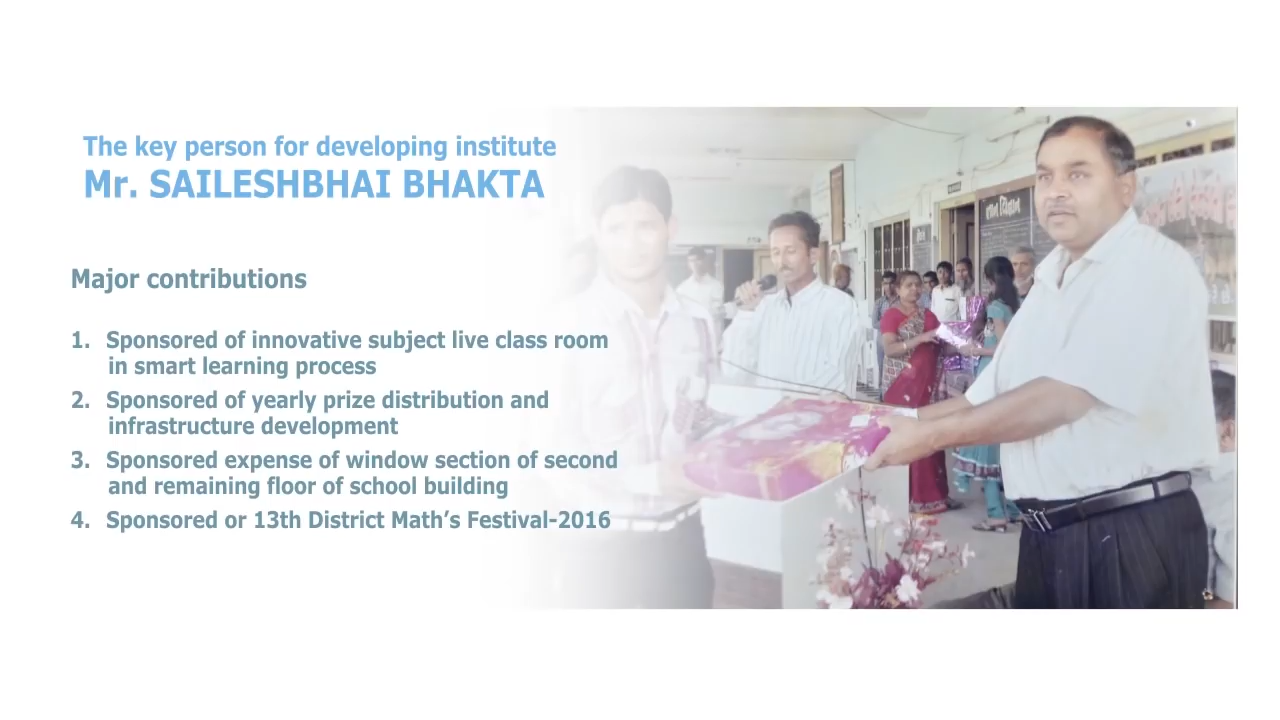 The key person for developing institute
Mr. SAILESHBHAI BHAKTA
Major contributions
1. Sponsored of innovative subject live class room
in smart learning process
2. Sponsored of yearly prize distribution and
infrastructure development
3. Sponsored expense of window section of second
and remaining floor of school building
4. Sponsored or 13th District Math’s Festival-2016
ज्ञान विज्ञान